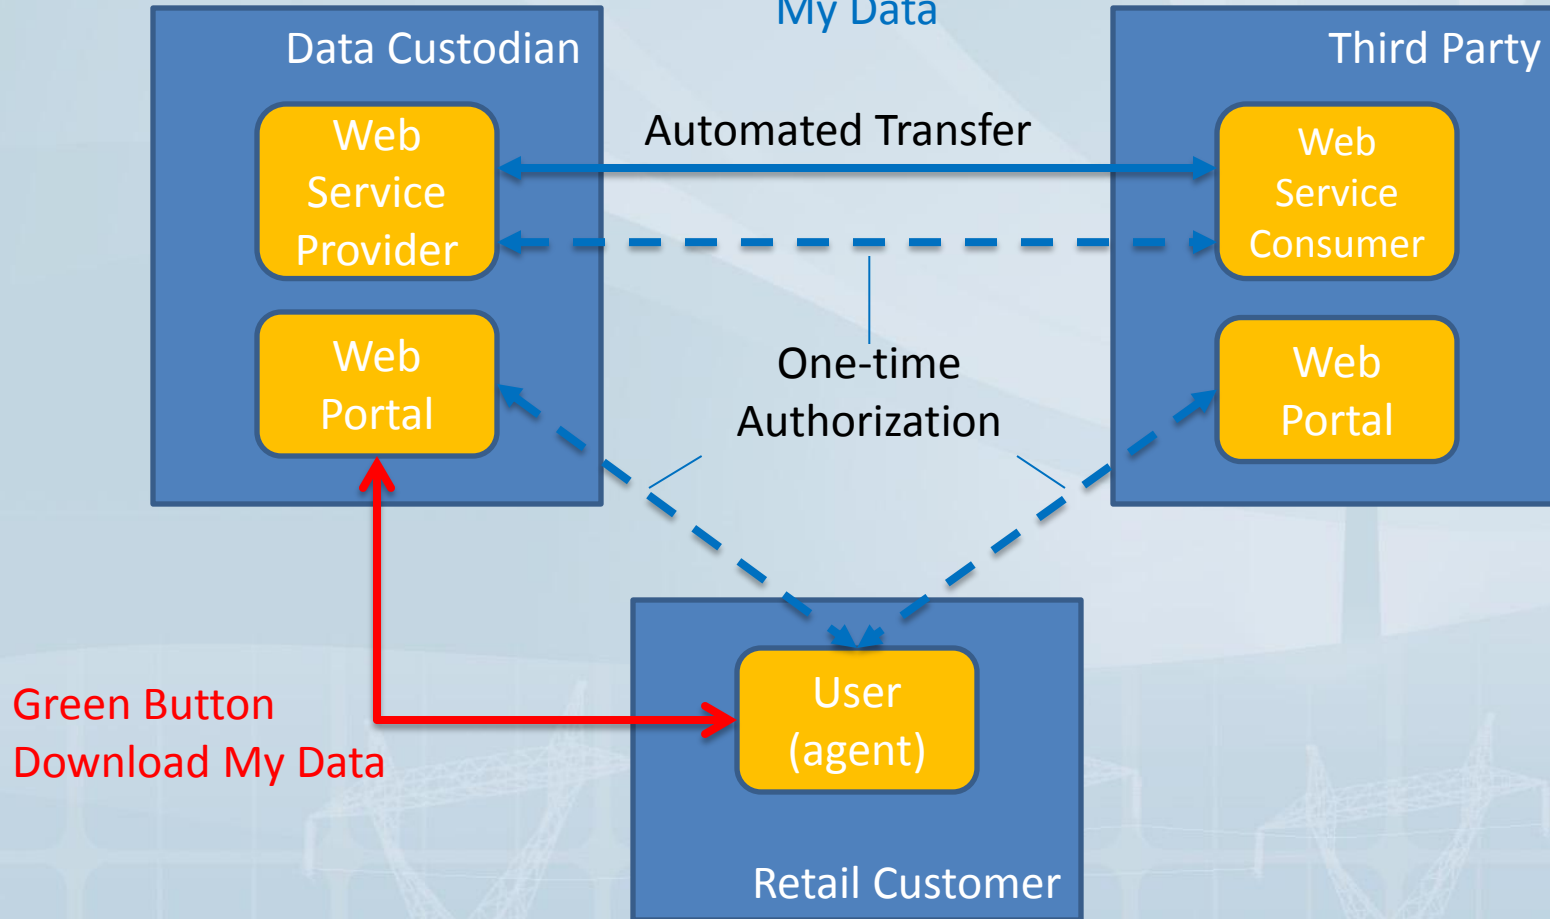 My Data
Data Custodian
Third Party
Web
Service
Provider
Automated Transfer
Web
Service
Consumer
Web
Portal
One-time
Authorization
Web
Portal
Green Button
Download My Data
User
(agent)
Retail Customer